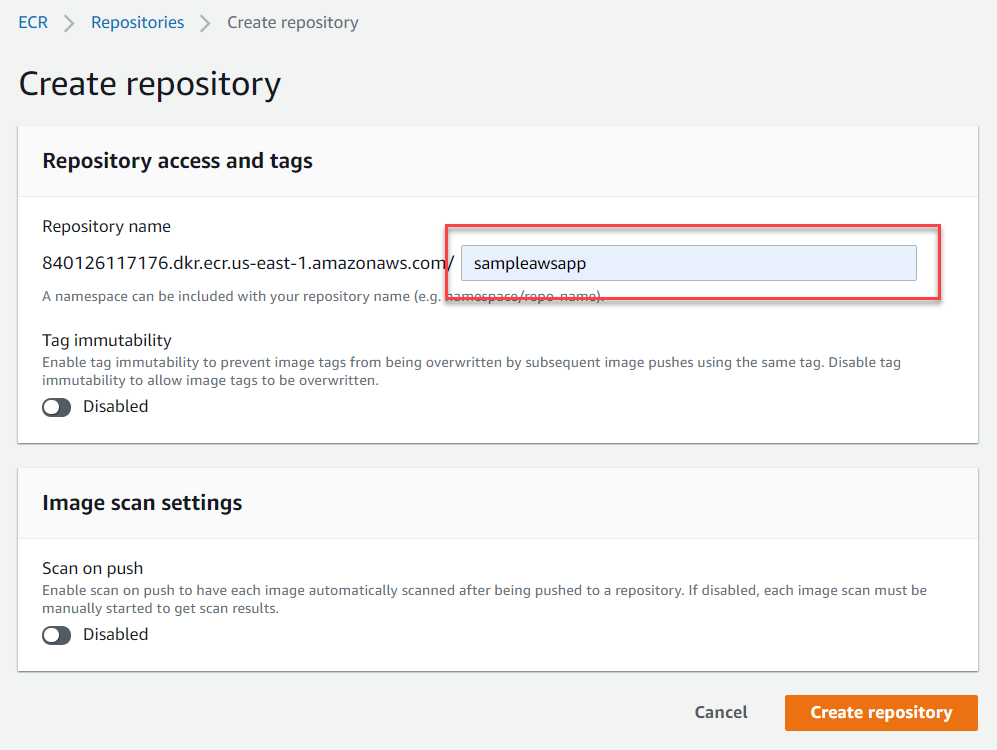 ECR > Repositories > Create repository
Create repository
Repository access and tags
Repository name
840126117176.dkr.ecr.us-east-1.amazonaws.com/ sampleawsapp
A namespace can be included with your repository name (e.g. namespace/repo-name).
Tag immutability
Enable tag immutability to prevent image tags from being overwritten by subsequent image pushes using the same tag. Disable tag
immutability to allow image tags to be overwritten.
Disabled
Image scan settings
Scan on push
Enable scan on push to have each image automatically scanned after being pushed to a repository. If disabled, each image scan must be
manually started to get scan results.
Disabled
Cancel Create repository